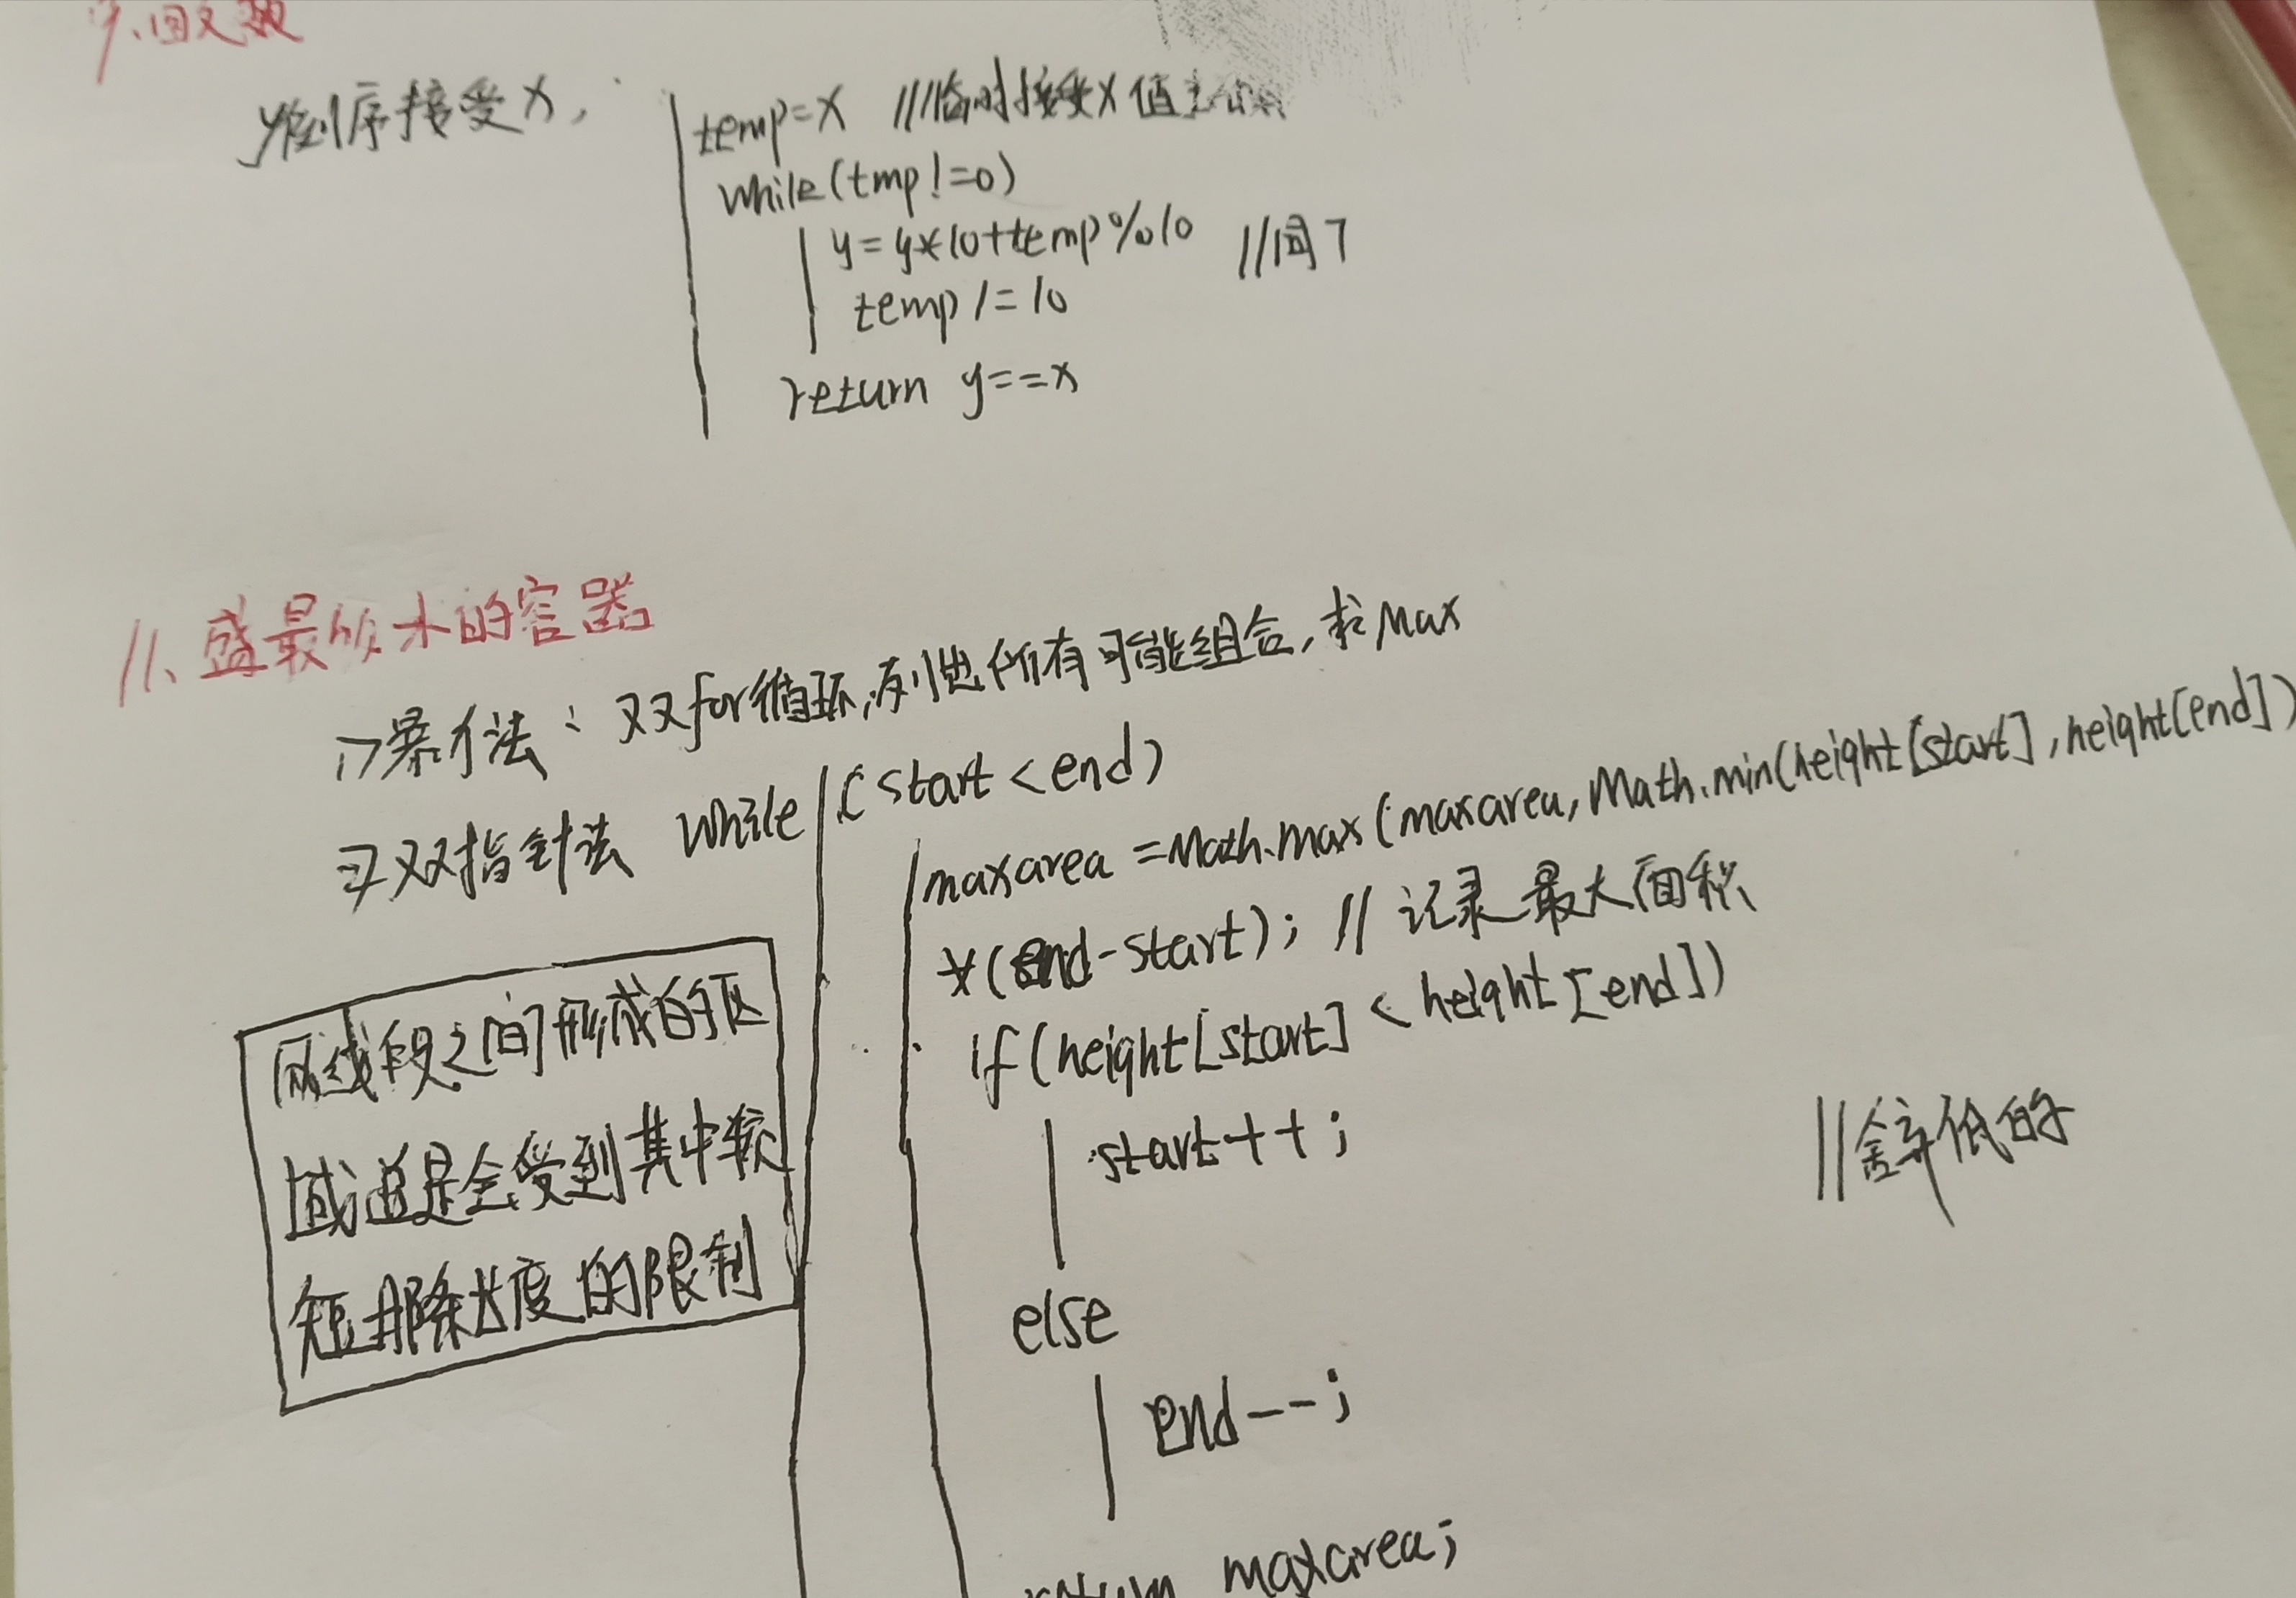 9、回文数
y倒序接受x,
temp=x //临时接受x值
while(tmp!=0)
y=y*10+temp%10 //同7
temp/=10
return y==x
11、盛最多水的容器
1>暴力法：双for循环,列出所有可能组合,求Max
2>双指针法 while(start<end)
maxarea=Math.max(maxarea,Math.min(height[start],height[end])
*(end-start); //记录最大面积
if(height[start]<height[end])
start++;
//舍弃低的
else
end--;
return maxarea;
两线段之间形成的区
域总是会受到其中较
短那条长度的限制